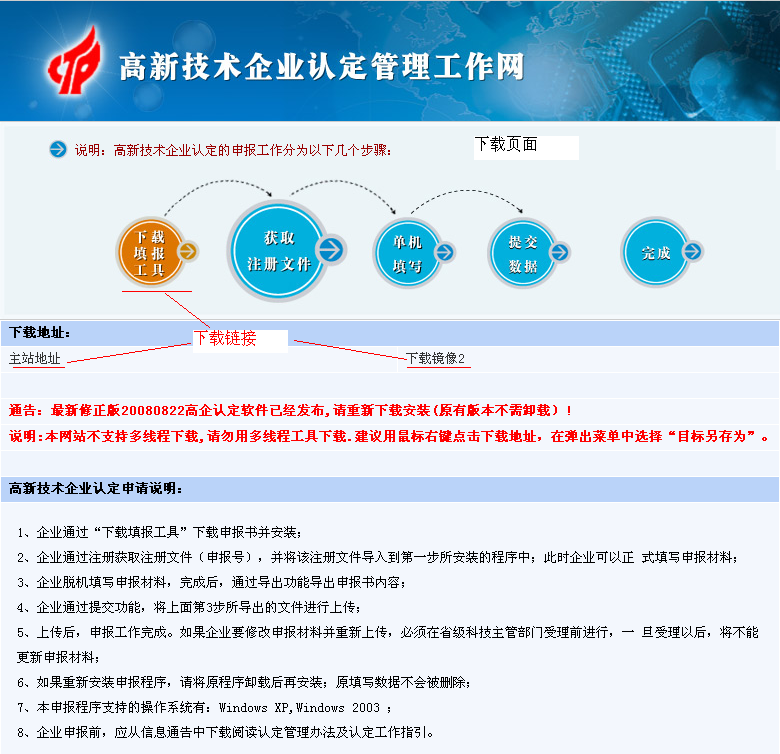 高新技术企业认定管理工作网
说明：高新技术企业认定的申报工作分为以下几个步骤：
下载页面
下载
填报
工具
获取
注册文件
单机
填写
提交
数据
完成
下载地址：
下载链接
主站地址
下载镜像2
通告：最新修正版20080822高企认定软件已经发布,请重新下载安装(原有版本不需卸载）！
说明:本网站不支持多线程下载,请勿用多线程工具下载.建议用鼠标右键点击下载地址，在弹出菜单中选择“目标另存为”。
高新技术企业认定申请说明：
1、企业通过“下载填报工具”下载申报书并安装；
2、企业通过注册获取注册文件（申报号），并将该注册文件导入到第一步所安装的程序中；此时企业可以正 式填写申报材料；
3、企业脱机填写申报材料，完成后，通过导出功能导出申报书内容；
4、企业通过提交功能，将上面第3步所导出的文件进行上传；
5、上传后，申报工作完成。如果企业要修改申报材料并重新上传，必须在省级科技主管部门受理前进行，一 旦受理以后，将不能
更新申报材料；
6、如果重新安装申报程序，请将原程序卸载后再安装；原填写数据不会被删除；
7、本申报程序支持的操作系统有：Windows XP,Windows 2003 ；
8、企业申报前，应从信息通告中下载阅读认定管理办法及认定工作指引。